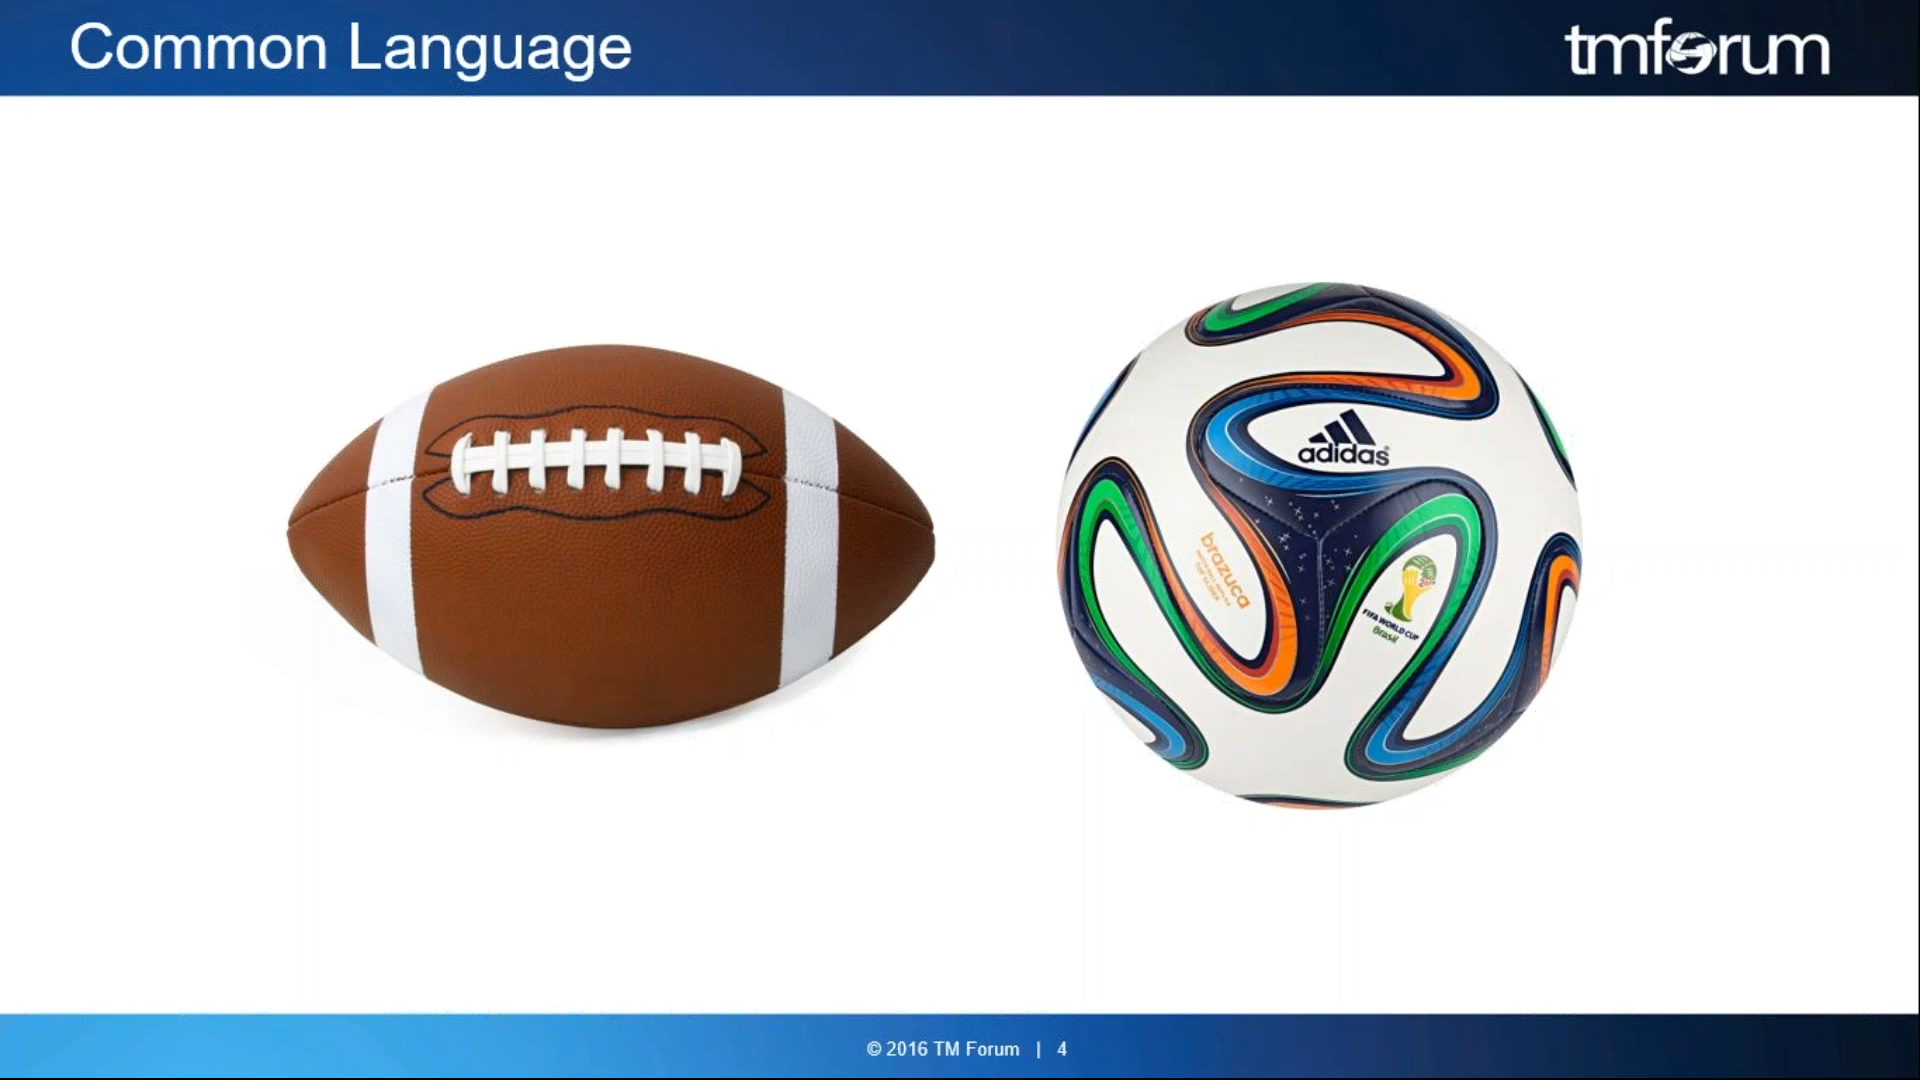 Common Language
tmforum
adidas
brazuca
FIFA WORLD CUP
Brasil
© 2016 TM Forum | 4